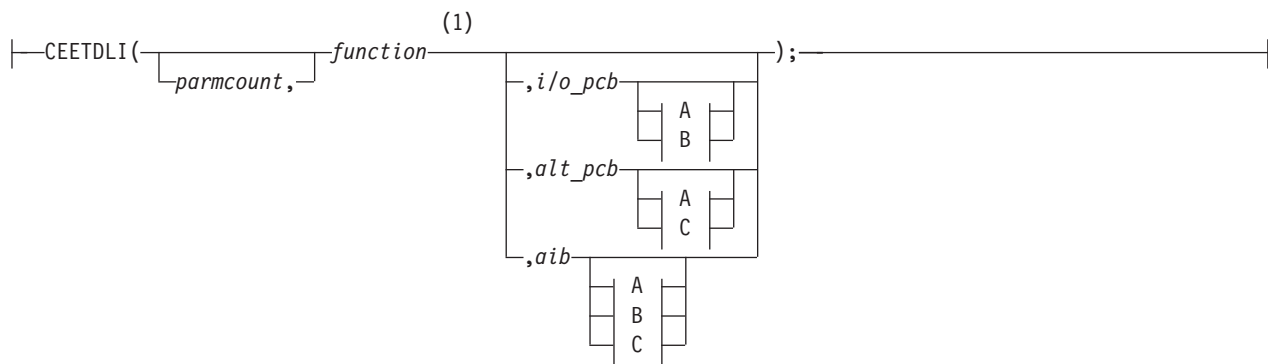 (1)
CEETDLI( function );
parmcount,
,i/o_pcb
A
B
,alt_pcb
A
C
,aib
A
B
C